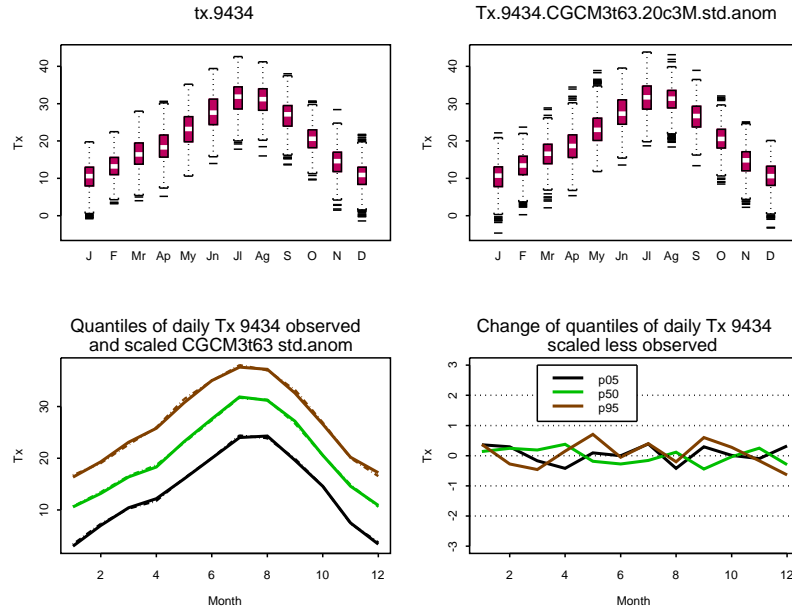 tx.9434
Tx.9434.CGCM3t63.20c3M.std.anom
Tx
40
30
20
10
0
J F Mr Ap My Jn Jl Ag S O N D
Tx
40
30
20
10
0
J F Mr Ap My Jn Jl Ag S O N D
Quantiles of daily Tx 9434 observed
and scaled CGCM3t63 std.anom
Tx
30
20
10
2 4 6 8 10 12
Month
Change of quantiles of daily Tx 9434
scaled less observed
Tx
3
2
1
0
-1
-2
-3
p05
p50
p95
2 4 6 8 10 12
Month